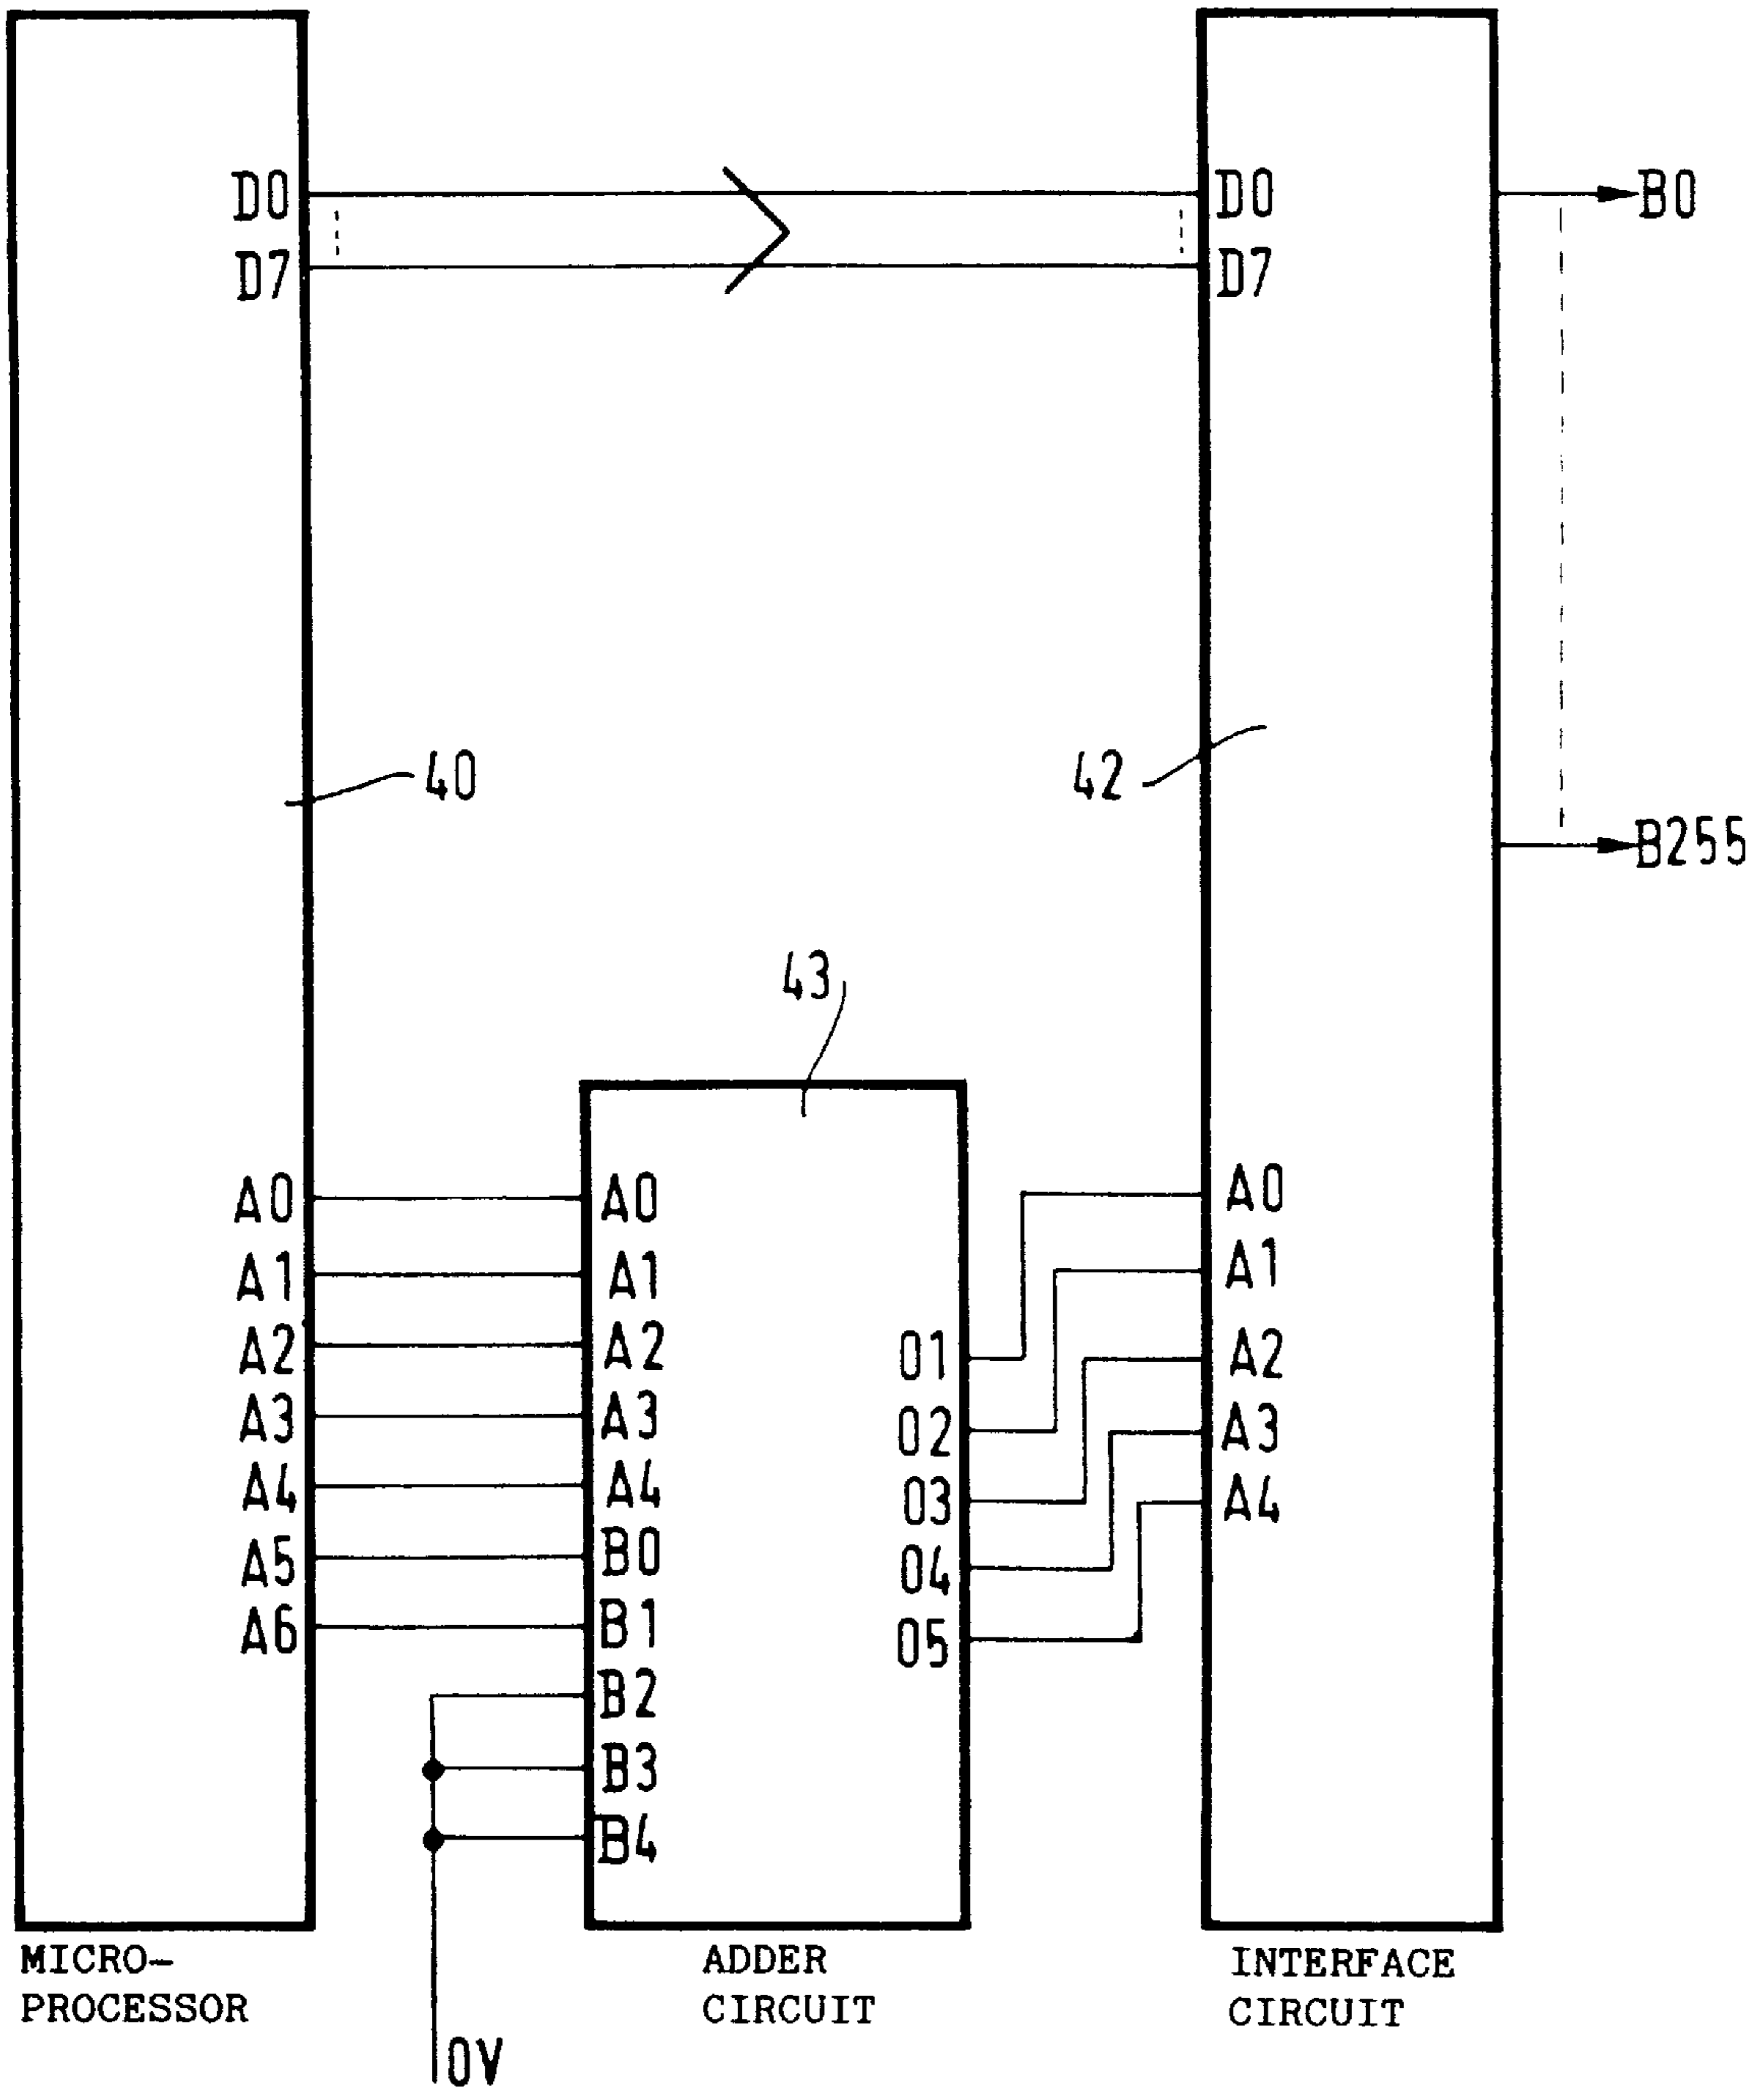 D0 D0 B0
D7 D7
40 42
B255
43
A0 A0 A0
A1 A1 A1
A2 A2 01 A2
A3 A3 02 A3
A4 A4 03 A4
A5 B0 04
A6 B1 05
B2
B3
B4
MICRO-
PROCESSOR
ADDER
CIRCUIT
INTERFACE
CIRCUIT
0V